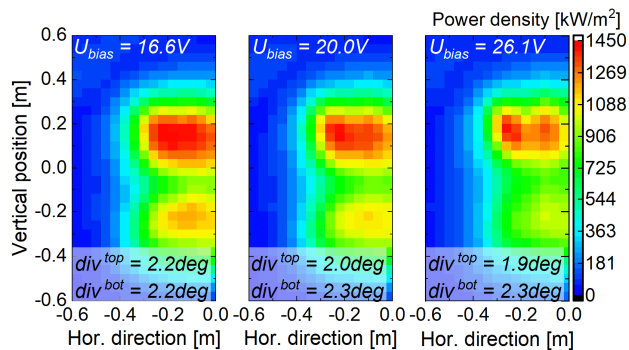 Power density [kW/m²]
U_bias = 16.6V
U_bias = 20.0V
U_bias = 26.1V
Vertical position [m]
0.6
0.4
0.2
0.0
-0.2
-0.4
-0.6
div^top = 2.2deg
div^bot = 2.2deg
div^top = 2.0deg
div^bot = 2.3deg
div^top = 1.9deg
div^bot = 2.3deg
-0.6 -0.4 -0.2 0.0
-0.6 -0.4 -0.2 0.0
-0.6 -0.4 -0.2 0.0
Hor. direction [m]
Hor. direction [m]
Hor. direction [m]
1450
1269
1088
906
725
544
363
181
0